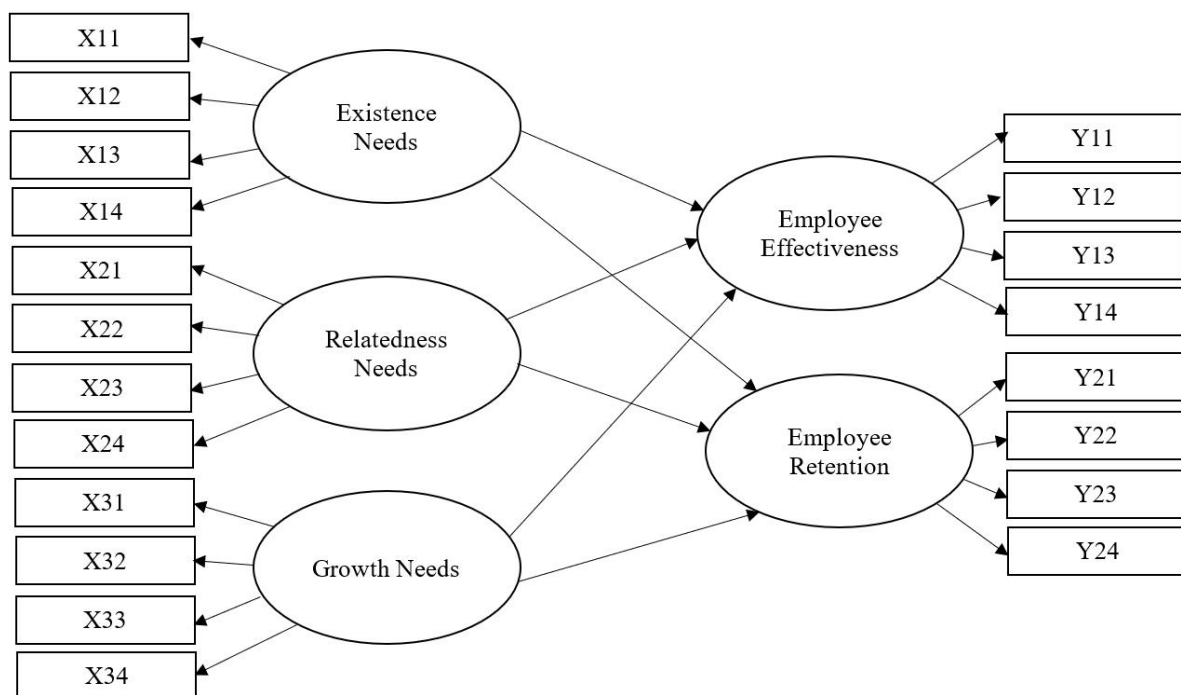 X11
X12
X13
X14
X21
X22
X23
X24
X31
X32
X33
X34
Existence
Needs
Relatedness
Needs
Growth Needs
Employee
Effectiveness
Employee
Retention
Y11
Y12
Y13
Y14
Y21
Y22
Y23
Y24